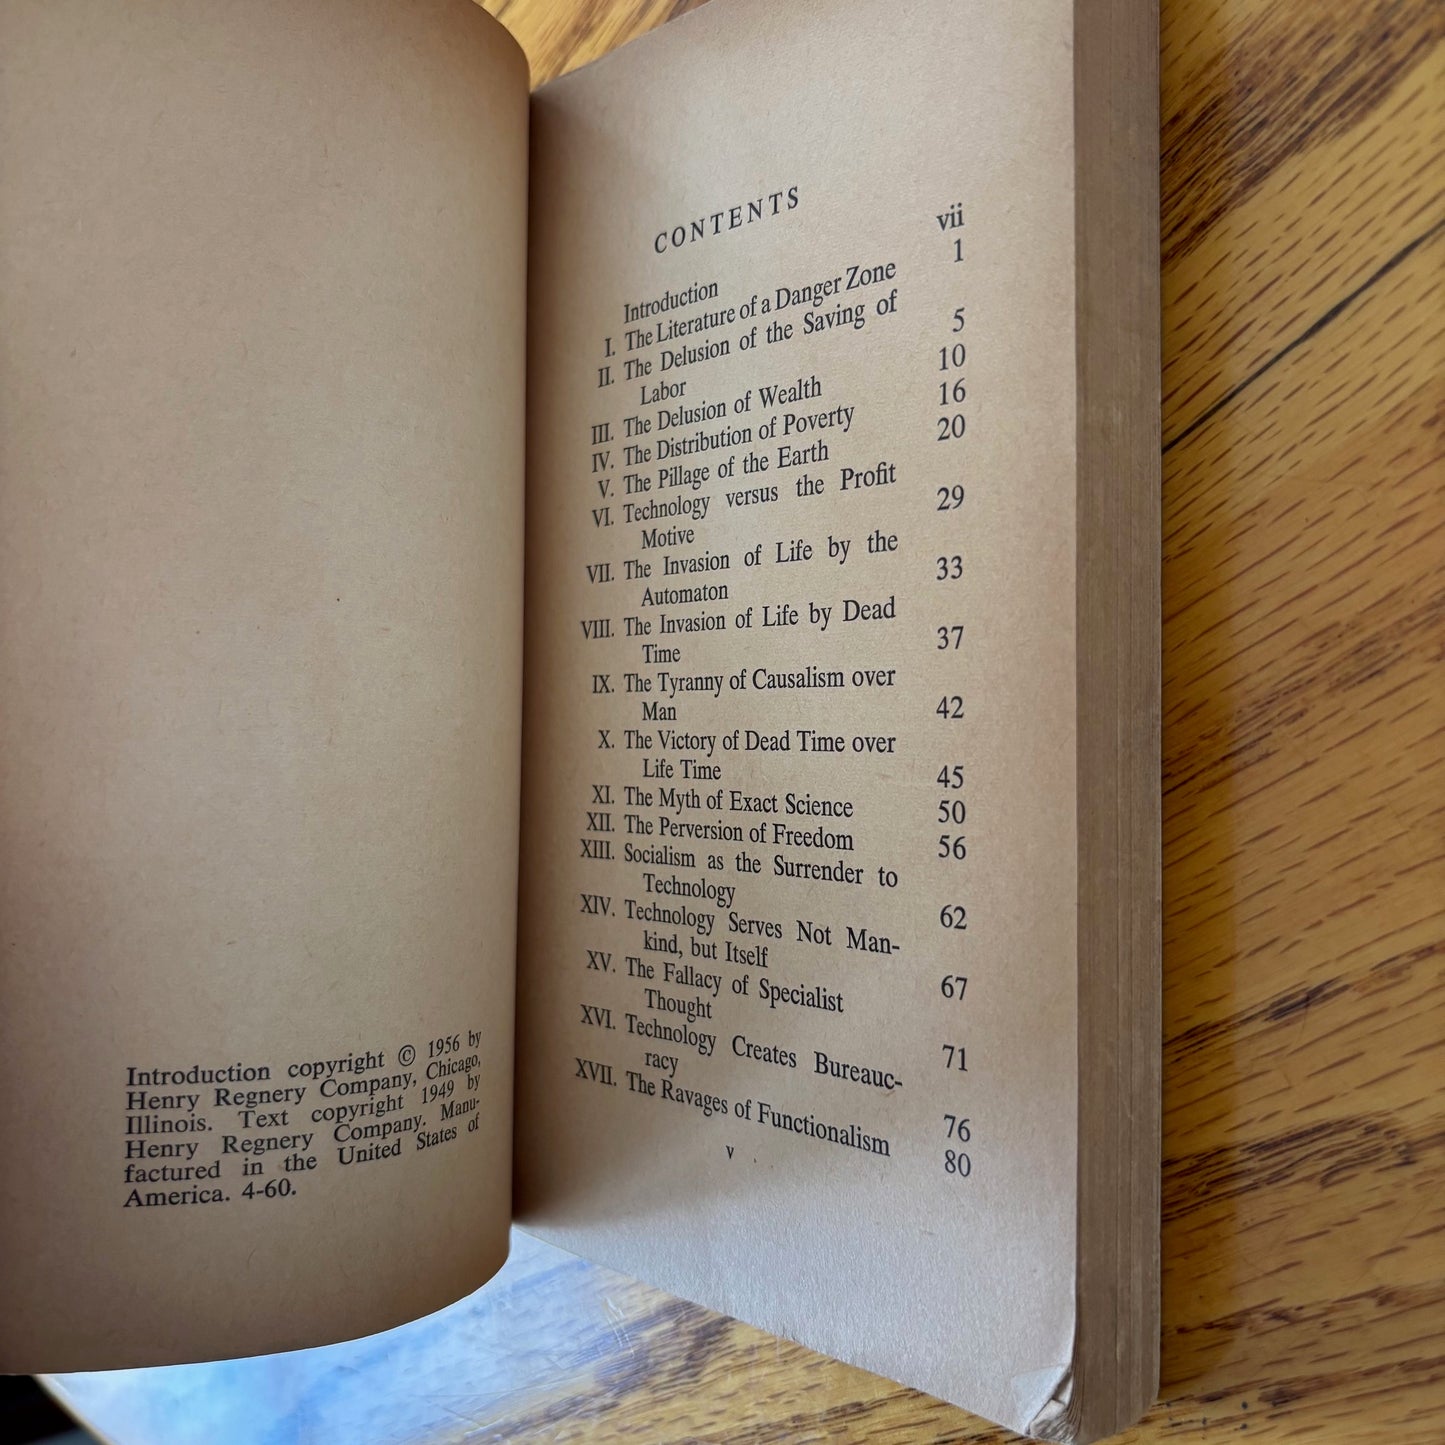 Introduction copyright © 1956 by
Henry Regnery Company, Chicago,
Illinois. Text copyright 1949 by
Henry Regnery Company. Manu-
factured in the United States of
America. 4-60.
CONTENTS
Introduction vii
I. The Literature of a Danger Zone 1
II. The Delusion of the Saving of
Labor 5
III. The Delusion of Wealth 10
IV. The Distribution of Poverty 16
V. The Pillage of the Earth 20
VI. Technology versus the Profit
Motive 29
VII. The Invasion of Life by the
Automaton 33
VIII. The Invasion of Life by Dead
Time 37
IX. The Tyranny of Causalism over
Man 42
X. The Victory of Dead Time over
Life Time 45
XI. The Myth of Exact Science 50
XII. The Perversion of Freedom 56
XIII. Socialism as the Surrender to
Technology 62
XIV. Technology Serves Not Man-
kind, but Itself 67
XV. The Fallacy of Specialist
Thought 71
XVI. Technology Creates Bureauc-
racy 76
XVII. The Ravages of Functionalism 80
v